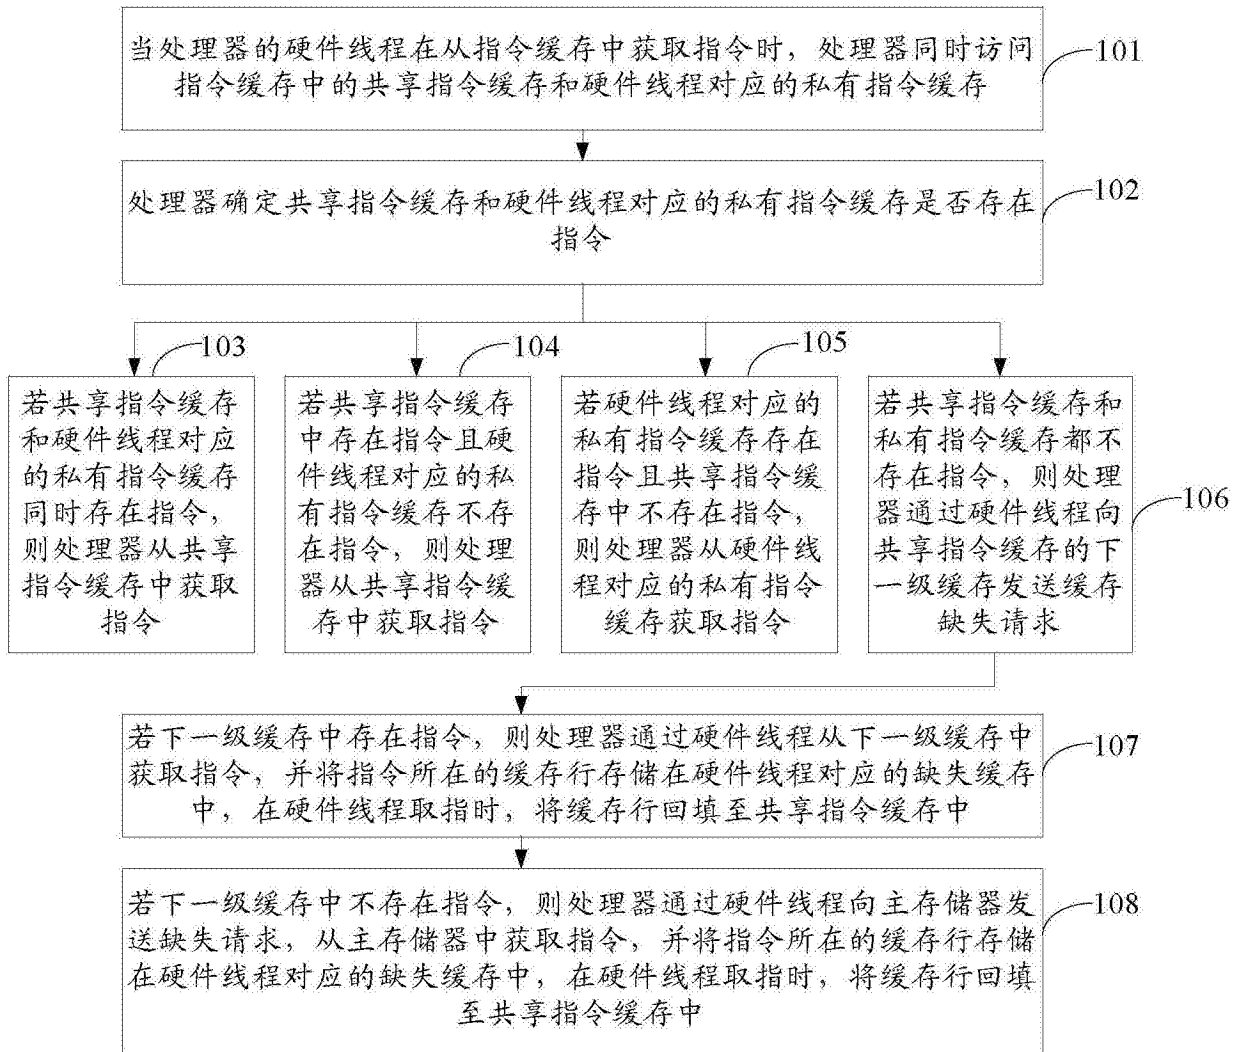 当处理器的硬件线程在从指令缓存中获取指令时，处理器同时访问
指令缓存中的共享指令缓存和硬件线程对应的私有指令缓存
101
处理器确定共享指令缓存和硬件线程对应的私有指令缓存是否存在
指令
102
103
若共享指令缓存
和硬件线程对应
的私有指令缓存
同时存在指令，
则处理器从共享
指令缓存中获取
指令
104
若共享指令缓存
中存在指令且硬
件线程对应的私
有指令缓存不存
在指令，则处理
器从共享指令缓
存中获取指令
105
若硬件线程对应的
私有指令缓存存在
指令且共享指令缓
存中不存在指令，
则处理器从硬件线
程对应的私有指令
缓存获取指令
若共享指令缓存和
私有指令缓存都不
存在指令，则处理
器通过硬件线程向
共享指令缓存的下
一级缓存发送缓存
缺失请求
106
若下一级缓存中存在指令，则处理器通过硬件线程从下一级缓存中
获取指令，并将指令所在的缓存行存储在硬件线程对应的缺失缓存
中，在硬件线程取指时，将缓存行回填至共享指令缓存中
107
若下一级缓存中不存在指令，则处理器通过硬件线程向主存储器发
送缺失请求，从主存储器中获取指令，并将指令所在的缓存行存储
在硬件线程对应的缺失缓存中，在硬件线程取指时，将缓存行回填
至共享指令缓存中
108